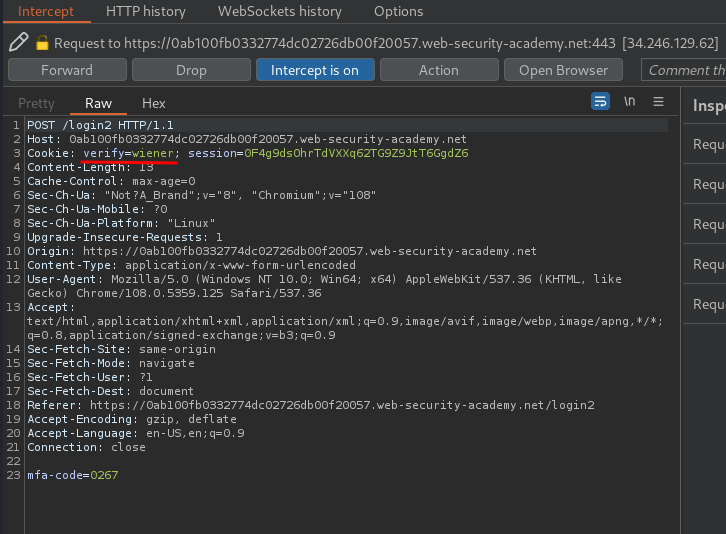 Intercept HTTP history WebSockets history Options
Request to https://0ab100fb0332774dc02726db00f20057.web-security-academy.net:443 [34.246.129.62]
Forward Drop Intercept is on Action Open Browser Comment th
Pretty Raw Hex \n Inspe
1 POST /login2 HTTP/1.1
2 Host: 0ab100fb0332774dc02726db00f20057.web-security-academy.net
3 Cookie: verify=wiener; session=0F4g9dsOhrTdVXXq62TG9Z9JtT6GgdZ6
4 Content-Length: 13
5 Cache-Control: max-age=0
6 Sec-Ch-Ua: "Not?A_Brand";v="8", "Chromium";v="108"
7 Sec-Ch-Ua-Mobile: ?0
8 Sec-Ch-Ua-Platform: "Linux"
9 Upgrade-Insecure-Requests: 1
10 Origin: https://0ab100fb0332774dc02726db00f20057.web-security-academy.net
11 Content-Type: application/x-www-form-urlencoded
12 User-Agent: Mozilla/5.0 (Windows NT 10.0; Win64; x64) AppleWebKit/537.36 (KHTML, like
Gecko) Chrome/108.0.5359.125 Safari/537.36
13 Accept:
text/html,application/xhtml+xml,application/xml;q=0.9,image/avif,image/webp,image/apng,*/*;
q=0.8,application/signed-exchange;v=b3;q=0.9
14 Sec-Fetch-Site: same-origin
15 Sec-Fetch-Mode: navigate
16 Sec-Fetch-User: ?1
17 Sec-Fetch-Dest: document
18 Referer: https://0ab100fb0332774dc02726db00f20057.web-security-academy.net/login2
19 Accept-Encoding: gzip, deflate
20 Accept-Language: en-US,en;q=0.9
21 Connection: close
22
23 mfa-code=0267
Requ
Requ
Requ
Requ
Requ